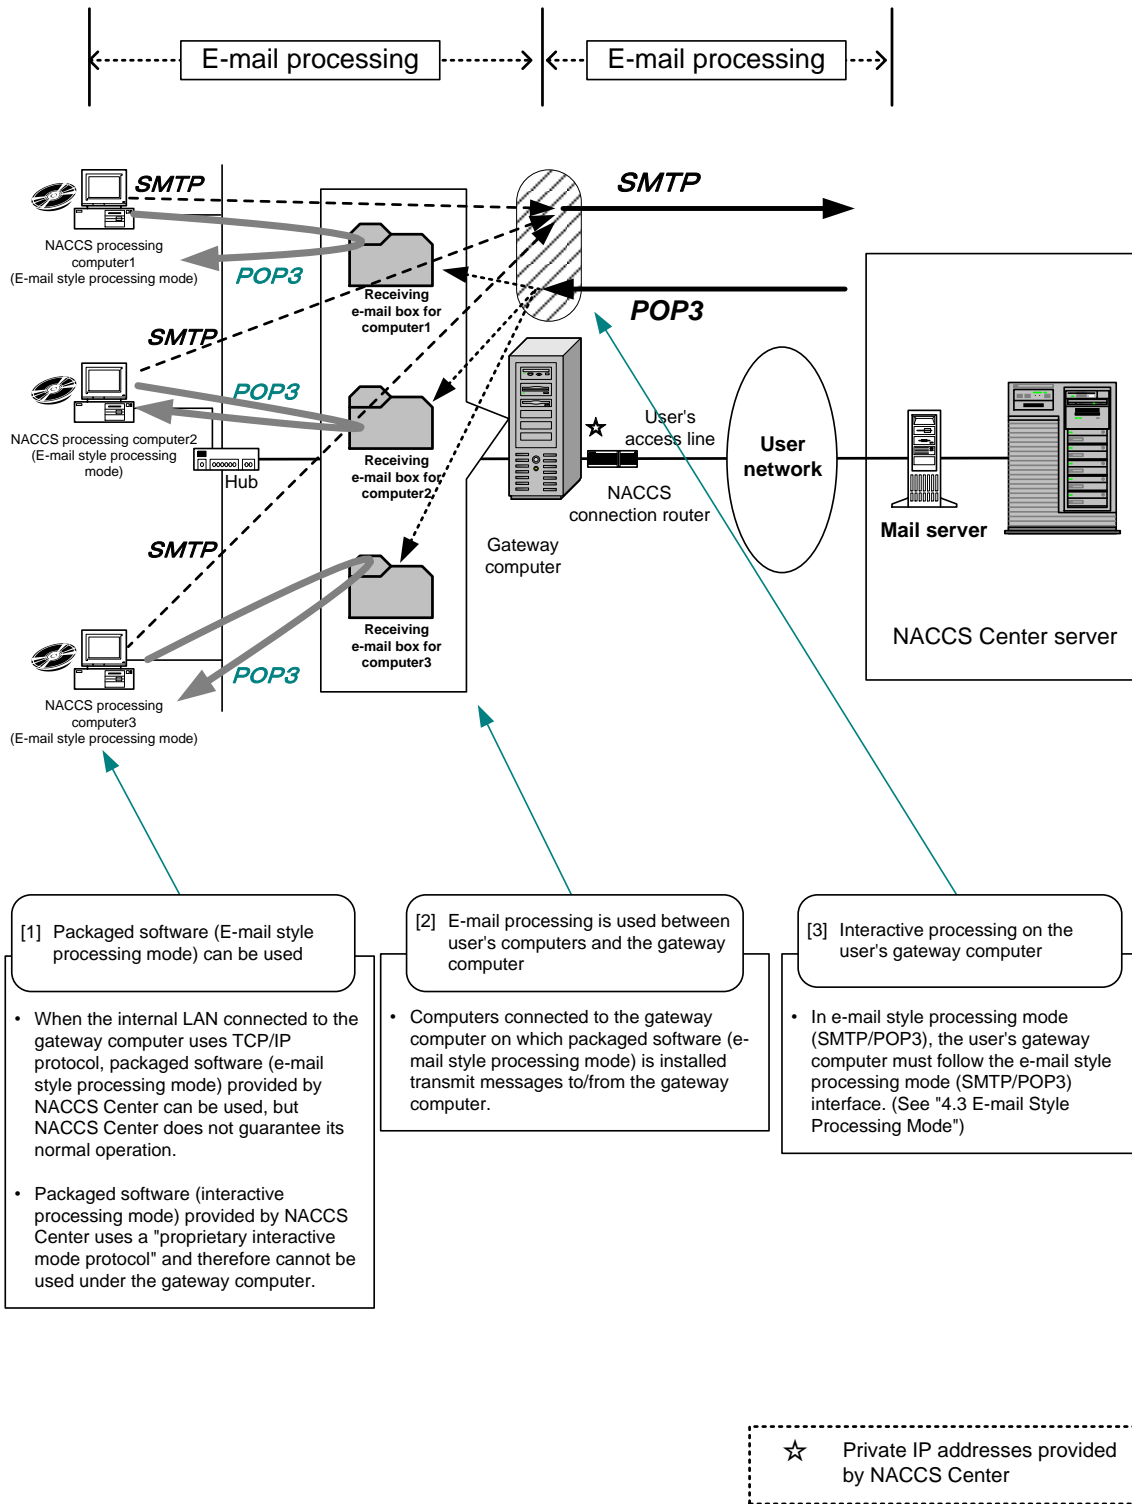 E-mail processing
E-mail processing
SMTP
SMTP
NACCS processing
computer1
(E-mail style processing mode)
POP3
Receiving
e-mail box for
computer1
POP3
SMTP
POP3
NACCS processing computer2
(E-mail style processing
mode)
Hub
Receiving
e-mail box for
computer2
User's
access line
NACCS
connection router
User
network
Mail server
Gateway
computer
SMTP
NACCS Center server
Receiving
e-mail box for
computer3
POP3
NACCS processing
computer3
(E-mail style processing mode)
[1] Packaged software (E-mail style
processing mode) can be used
• When the internal LAN connected to the
gateway computer uses TCP/IP
protocol, packaged software (e-mail
style processing mode) provided by
NACCS Center can be used, but
NACCS Center does not guarantee its
normal operation.
• Packaged software (interactive
processing mode) provided by NACCS
Center uses a "proprietary interactive
mode protocol" and therefore cannot be
used under the gateway computer.
[2] E-mail processing is used between
user's computers and the gateway
computer
• Computers connected to the gateway
computer on which packaged software (e-
mail style processing mode) is installed
transmit messages to/from the gateway
computer.
[3] Interactive processing on the
user's gateway computer
• In e-mail style processing mode
(SMTP/POP3), the user's gateway
computer must follow the e-mail style
processing mode (SMTP/POP3)
interface. (See "4.3 E-mail Style
Processing Mode")
☆ Private IP addresses provided
by NACCS Center